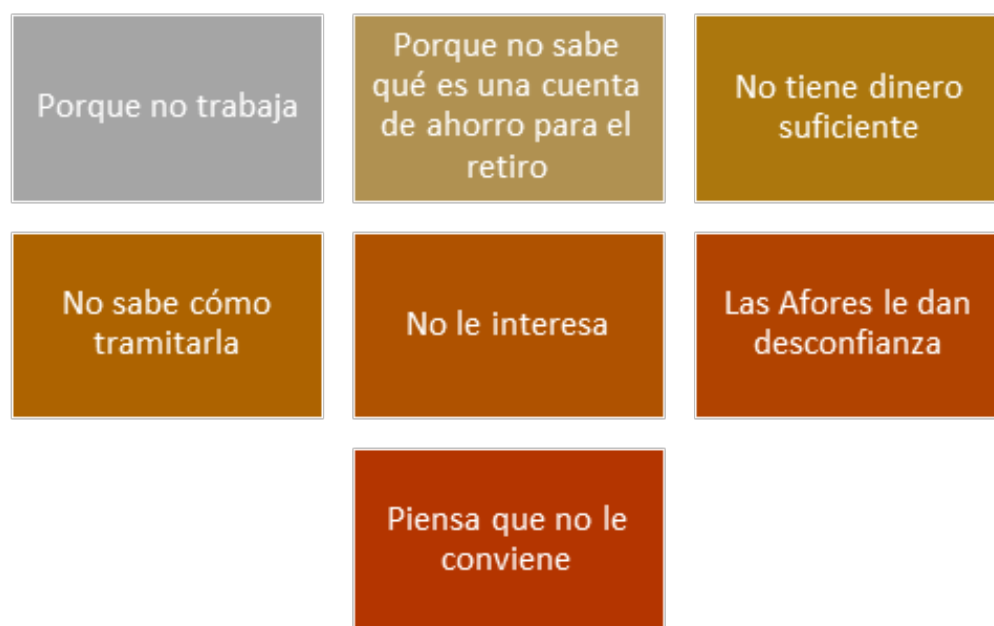 Porque no trabaja
Porque no sabe
qué es una cuenta
de ahorro para el
retiro
No tiene dinero
suficiente
No sabe cómo
tramitarla
No le interesa
Las Afores le dan
desconfianza
Piensa que no le
conviene